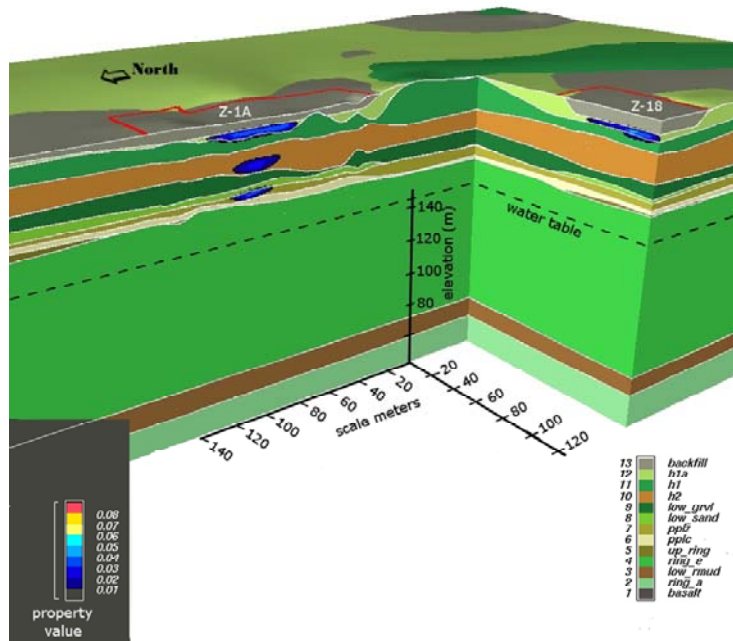 North
Z-1A
Z-18
water table
elevation (m)
140
120
100
80
20
40
60
80
100
120
140
scale meters
20
40
60
80
100
120
0.08
0.07
0.06
0.05
0.04
0.03
0.02
0.01
property
value
13 backfill
12 h1a
11 h1
10 h2
9 low_grvl
8 low_sand
7 pplz
6 pplc
5 up_ring
4 ring_e
3 low_rmud
2 ring_a
1 basalt